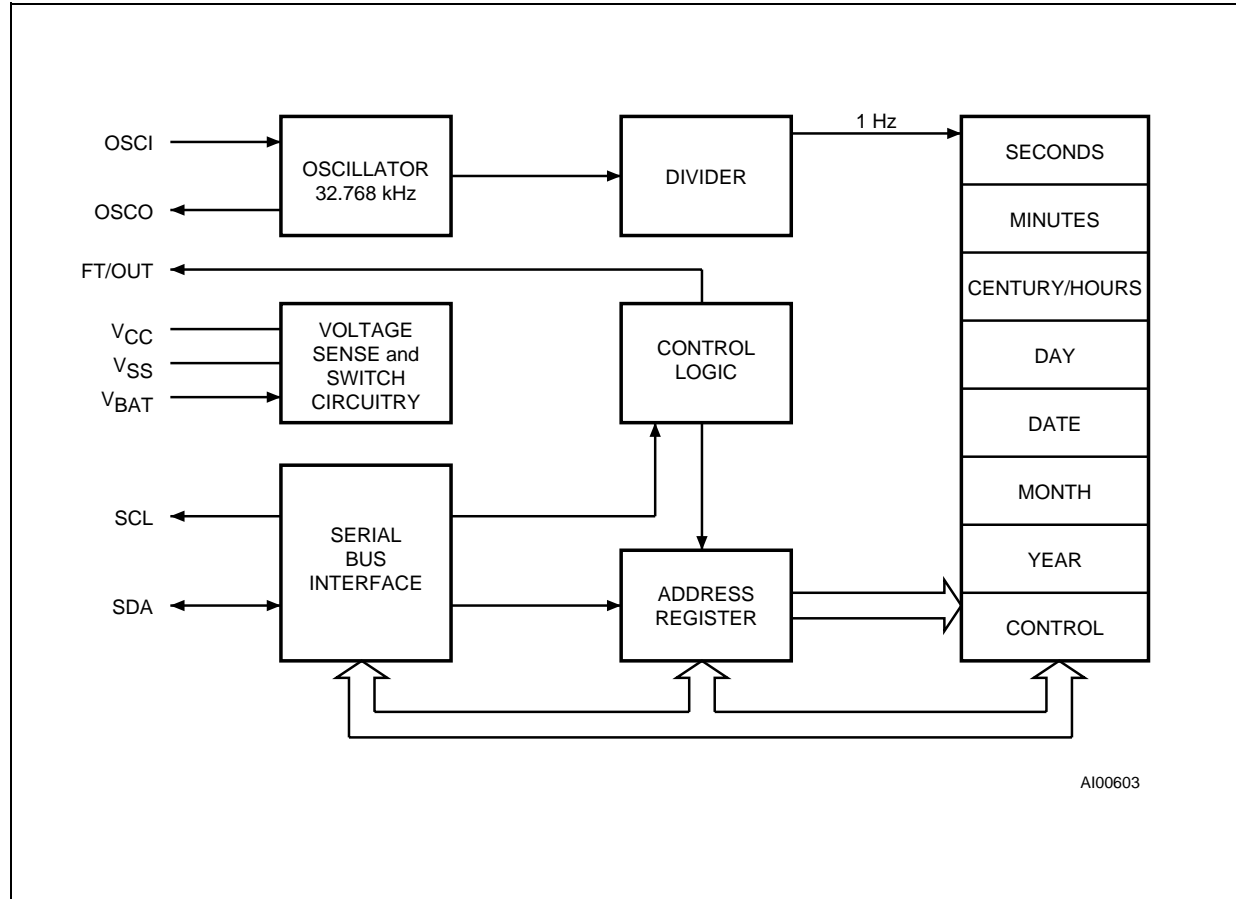 OSCI
OSCO
FT/OUT
VCC
VSS
VBAT
SCL
SDA
OSCILLATOR
32.768 kHz
VOLTAGE
SENSE and
SWITCH
CIRCUITRY
SERIAL
BUS
INTERFACE
DIVIDER
CONTROL
LOGIC
ADDRESS
REGISTER
1 Hz
SECONDS
MINUTES
CENTURY/HOURS
DAY
DATE
MONTH
YEAR
CONTROL
AI00603